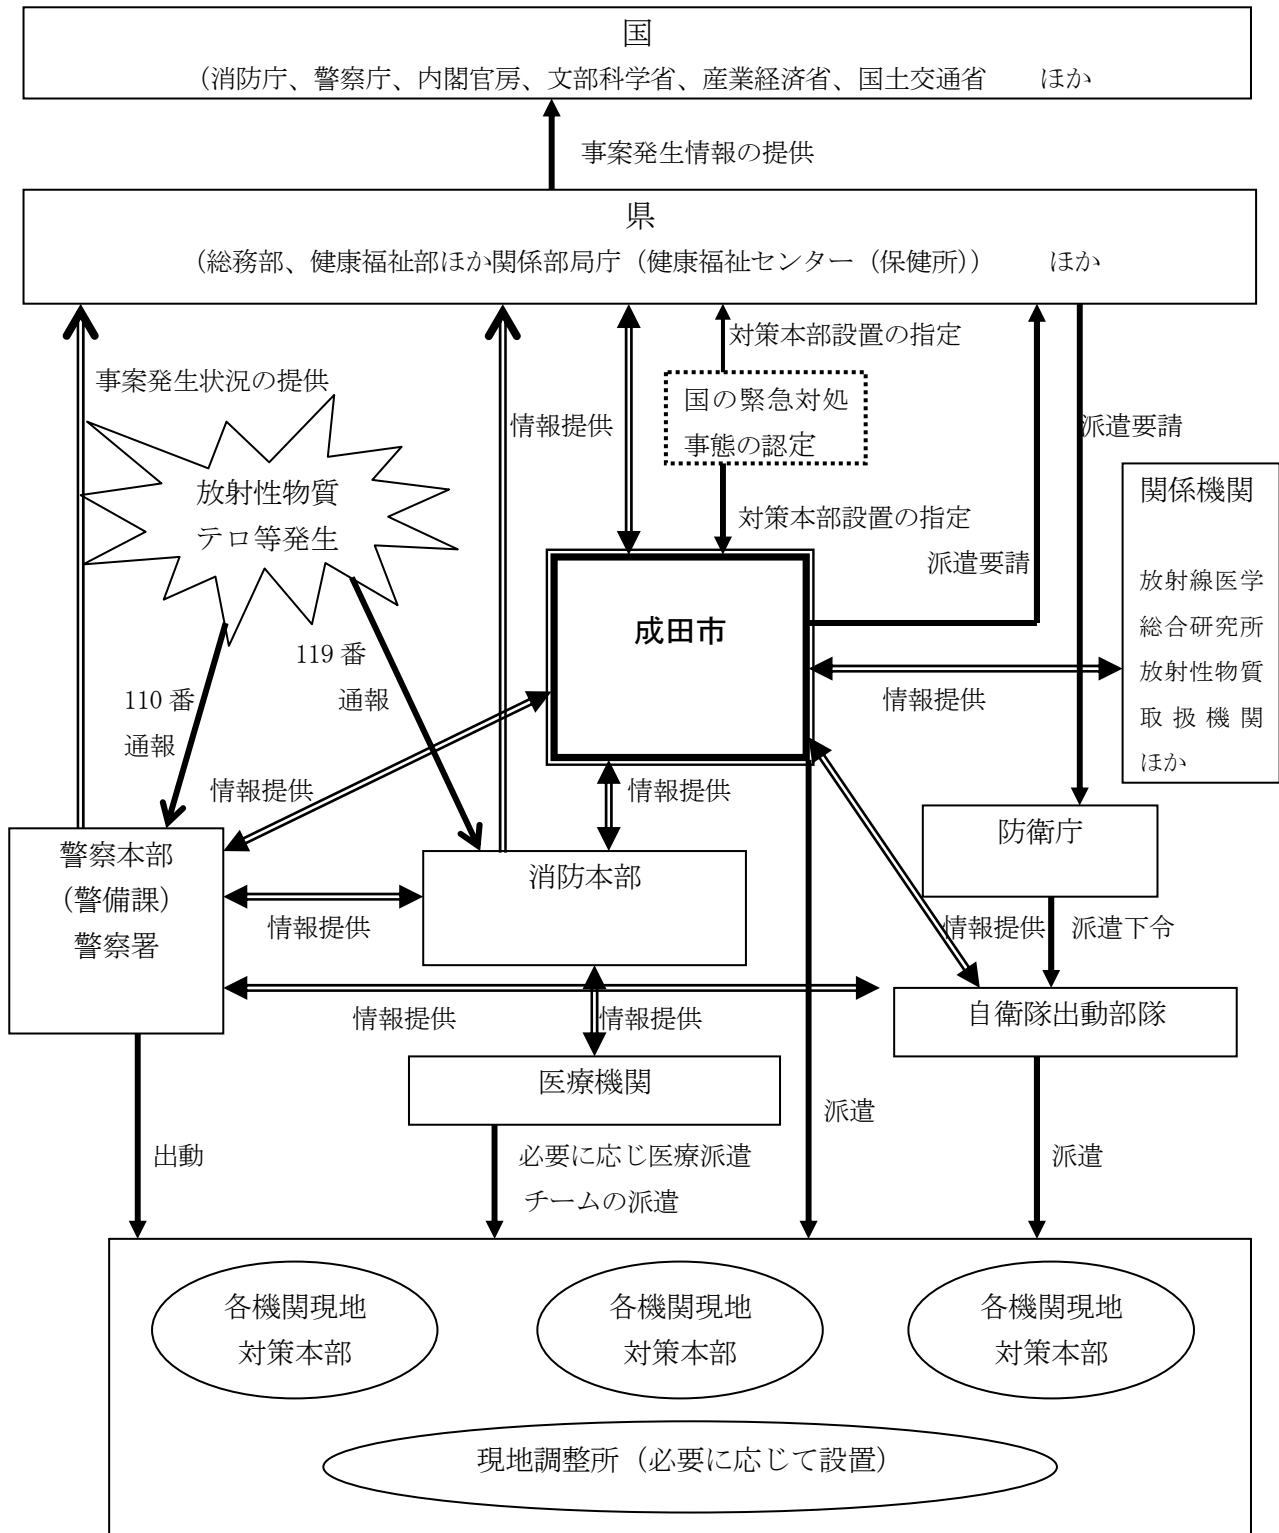 国
（消防庁、警察庁、内閣官房、文部科学省、産業経済省、国土交通省　　ほか
事案発生情報の提供
県
（総務部、健康福祉部ほか関係部局庁（健康福祉センター（保健所））　　ほか
対策本部設置の指定
事案発生状況の提供
国の緊急対処
事態の認定
情報提供
派遣要請
放射性物質
テロ等発生
関係機関
放射線医学
総合研究所
放射性物質
取扱機関
ほか
対策本部設置の指定
派遣要請
成田市
119 番
通報
110 番
通報
情報提供
情報提供
情報提供
防衛庁
警察本部
（警備課）
警察署
消防本部
情報提供
情報提供
派遣下令
情報提供
情報提供
自衛隊出動部隊
医療機関
派遣
出動
必要に応じ医療派遣
チームの派遣
派遣
各機関現地
対策本部
各機関現地
対策本部
各機関現地
対策本部
現地調整所（必要に応じて設置）